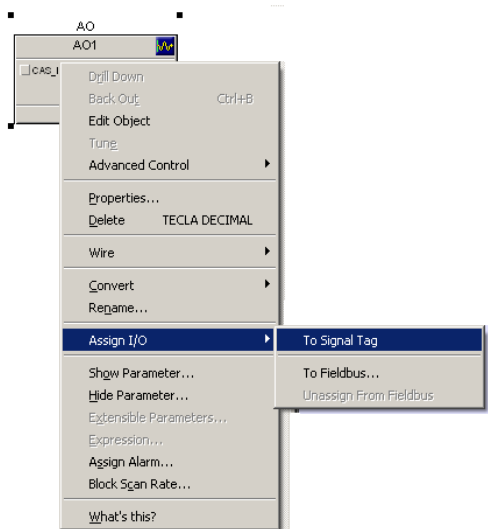 AO
AO1
CAS_I
Drill Down
Back Out Ctrl+B
Edit Object
Tune
Advanced Control
Properties...
Delete TECLA DECIMAL
Wire
Convert
Rename...
Assign I/O
To Signal Tag
To Fieldbus...
Unassign From Fieldbus
Show Parameter...
Hide Parameter...
Extensible Parameters...
Expression...
Assign Alarm...
Block Scan Rate...
What's this?